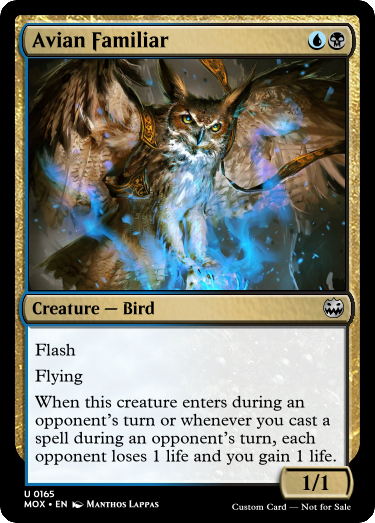 Avian Familiar
Creature — Bird
Flash
Flying
When this creature enters during an
opponent's turn or whenever you cast a
spell during an opponent's turn, each
opponent loses 1 life and you gain 1 life.
1/1
U 0165
MOX • EN Manthos Lappas
Custom Card — Not for Sale